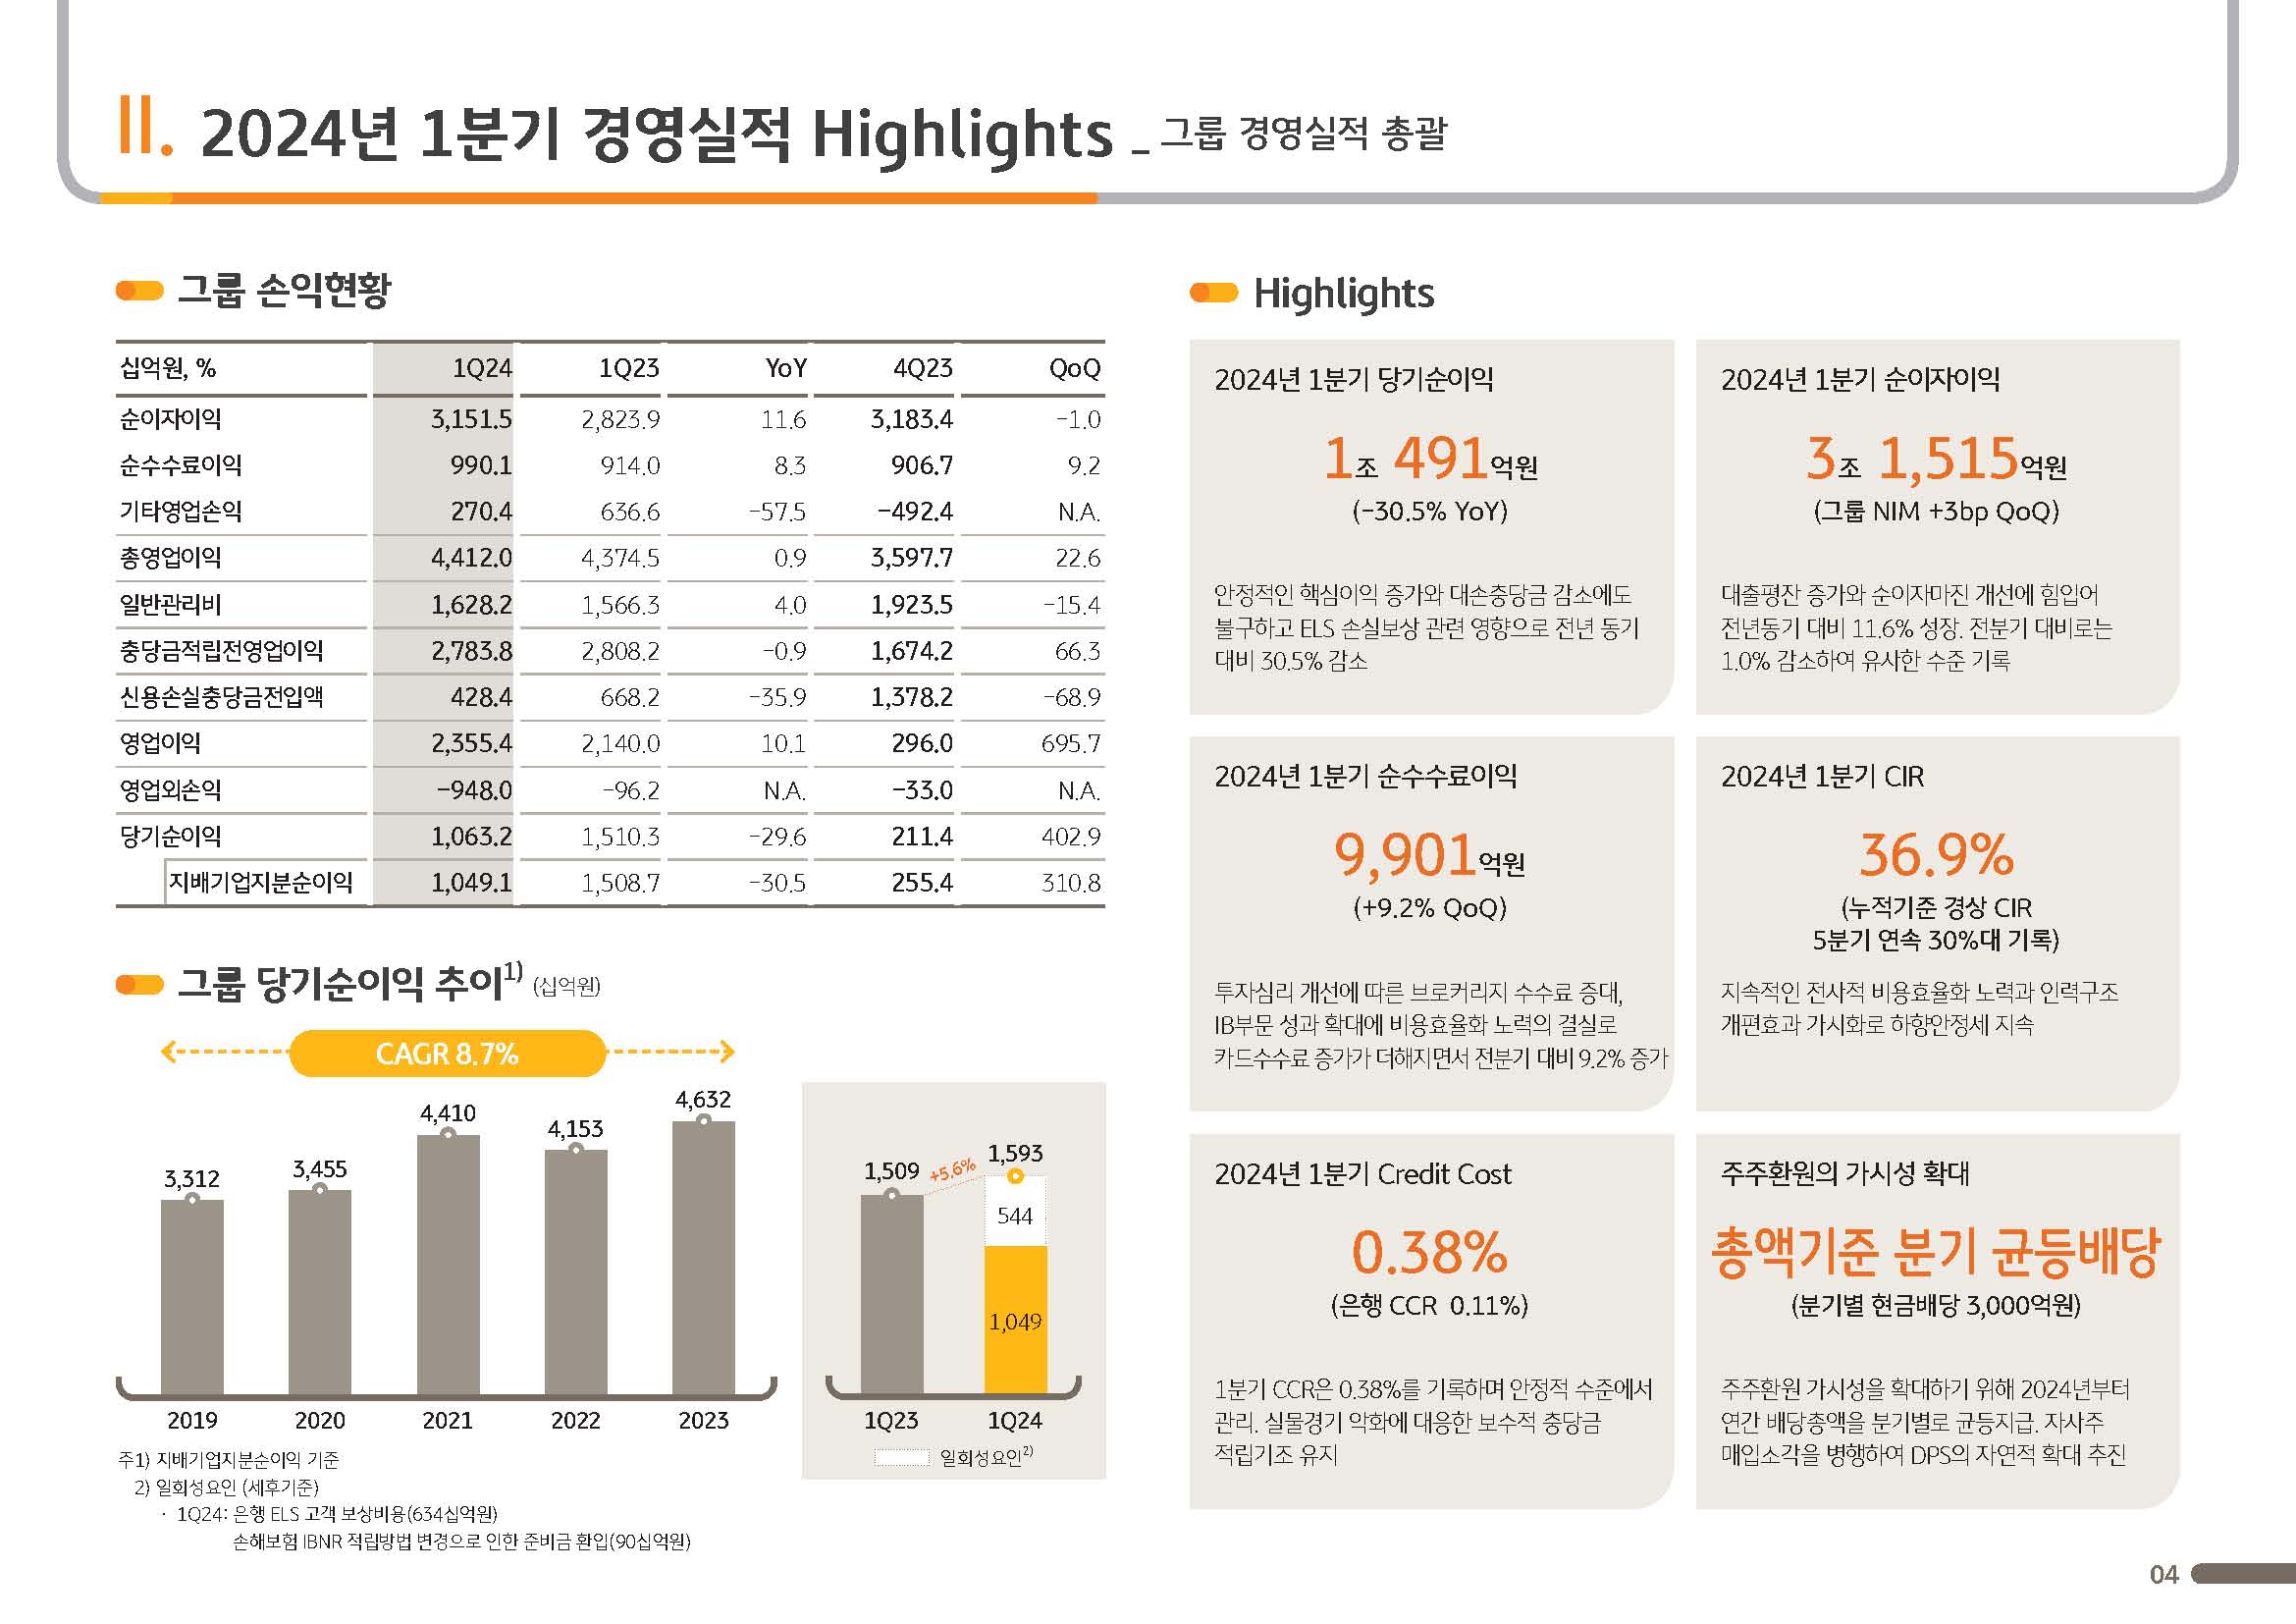 II. 2024년 1분기 경영실적 Highlights _ 그룹 경영실적 총괄
그룹 손익현황
십억원, % 1Q24 1Q23 YoY 4Q23 QoQ
순이자이익 3,151.5 2,823.9 11.6 3,183.4 -1.0
순수수료이익 990.1 914.0 8.3 906.7 9.2
기타영업손익 270.4 636.6 -57.5 -492.4 N.A.
총영업이익 4,412.0 4,374.5 0.9 3,597.7 22.6
일반관리비 1,628.2 1,566.3 4.0 1,923.5 -15.4
충당금적립전영업이익 2,783.8 2,808.2 -0.9 1,674.2 66.3
신용손실충당금전입액 428.4 668.2 -35.9 1,378.2 -68.9
영업이익 2,355.4 2,140.0 10.1 296.0 695.7
영업외손익 -948.0 -96.2 N.A. -33.0 N.A.
당기순이익 1,063.2 1,510.3 -29.6 211.4 402.9
지배기업지분순이익 1,049.1 1,508.7 -30.5 255.4 310.8
그룹 당기순이익 추이1) (십억원)
CAGR 8.7%
3,312 3,455 4,410 4,153 4,632
2019 2020 2021 2022 2023
1,509 +5.6% 1,593
544
1,049
1Q23 1Q24
일회성요인2)
주1) 지배기업지분순이익 기준
2) 일회성요인 (세후기준)
· 1Q24: 은행 ELS 고객 보상비용(634십억원)
손해보험 IBNR 적립방법 변경으로 인한 준비금 환입(90십억원)
Highlights
2024년 1분기 당기순이익
1조 491억원
(-30.5% YoY)
안정적인 핵심이익 증가와 대손충당금 감소에도
불구하고 ELS 손실보상 관련 영향으로 전년 동기
대비 30.5% 감소
2024년 1분기 순이자이익
3조 1,515억원
(그룹 NIM +3bp QoQ)
대출평잔 증가와 순이자마진 개선에 힘입어
전년동기 대비 11.6% 성장. 전분기 대비로는
1.0% 감소하여 유사한 수준 기록
2024년 1분기 순수수료이익
9,901억원
(+9.2% QoQ)
투자심리 개선에 따른 브로커리지 수수료 증대,
IB부문 성과 확대에 비용효율화 노력의 결실로
카드수수료 증가가 더해지면서 전분기 대비 9.2% 증가
2024년 1분기 CIR
36.9%
(누적기준 경상 CIR
5분기 연속 30%대 기록)
지속적인 전사적 비용효율화 노력과 인력구조
개편효과 가시화로 하향안정세 지속
2024년 1분기 Credit Cost
0.38%
(은행 CCR 0.11%)
1분기 CCR은 0.38%를 기록하며 안정적 수준에서
관리. 실물경기 악화에 대응한 보수적 충당금
적립기조 유지
주주환원의 가시성 확대
총액기준 분기 균등배당
(분기별 현금배당 3,000억원)
주주환원 가시성을 확대하기 위해 2024년부터
연간 배당총액을 분기별로 균등지급. 자사주
매입소각을 병행하여 DPS의 자연적 확대 추진
04